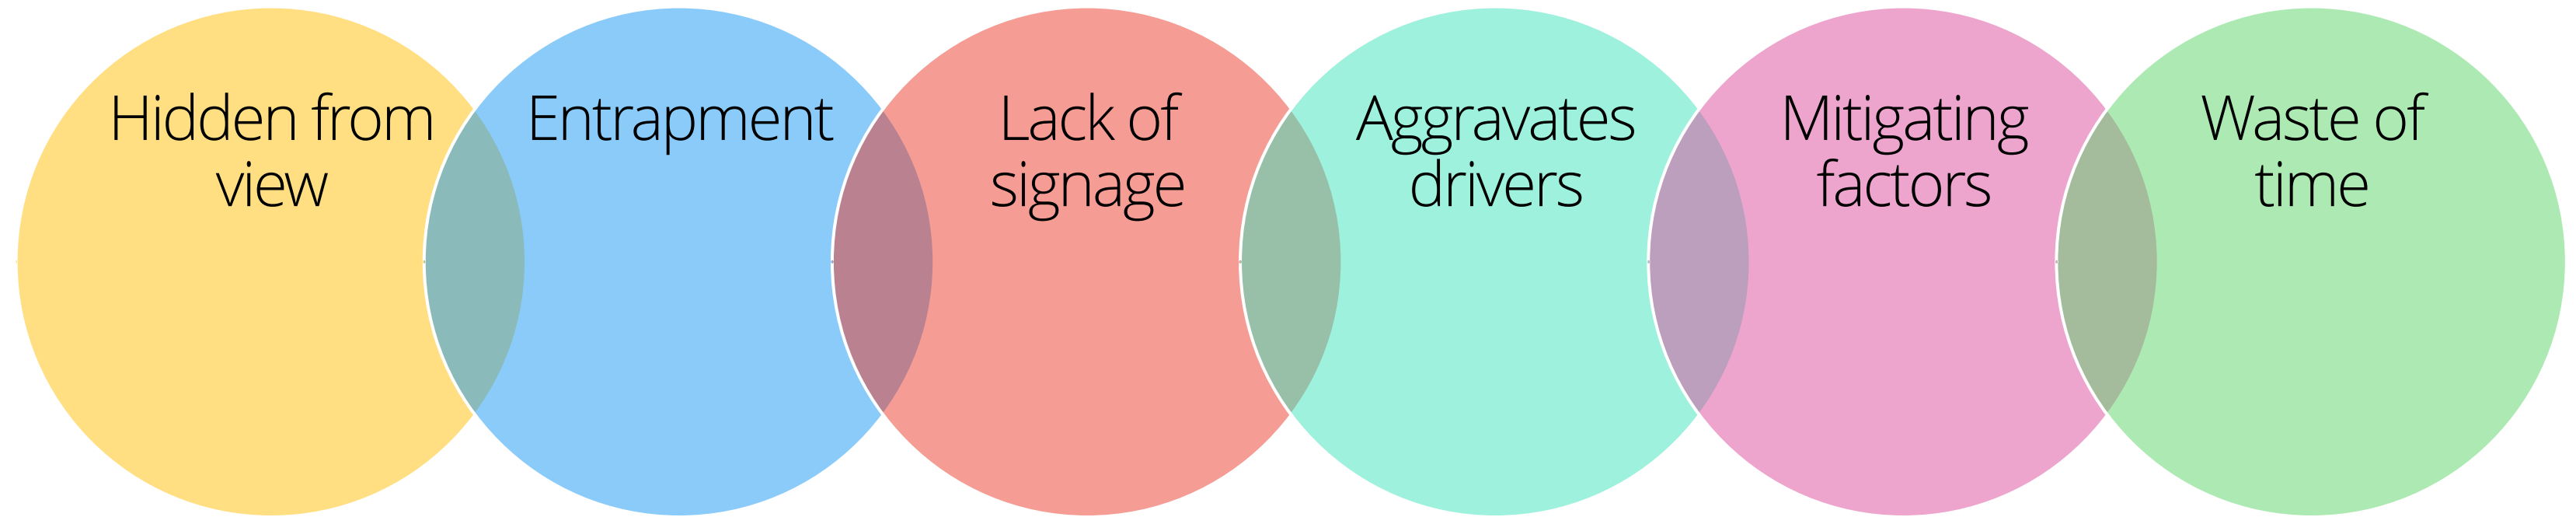 Hidden from
view
Entrapment
Lack of
signage
Aggravates
drivers
Mitigating
factors
Waste of
time